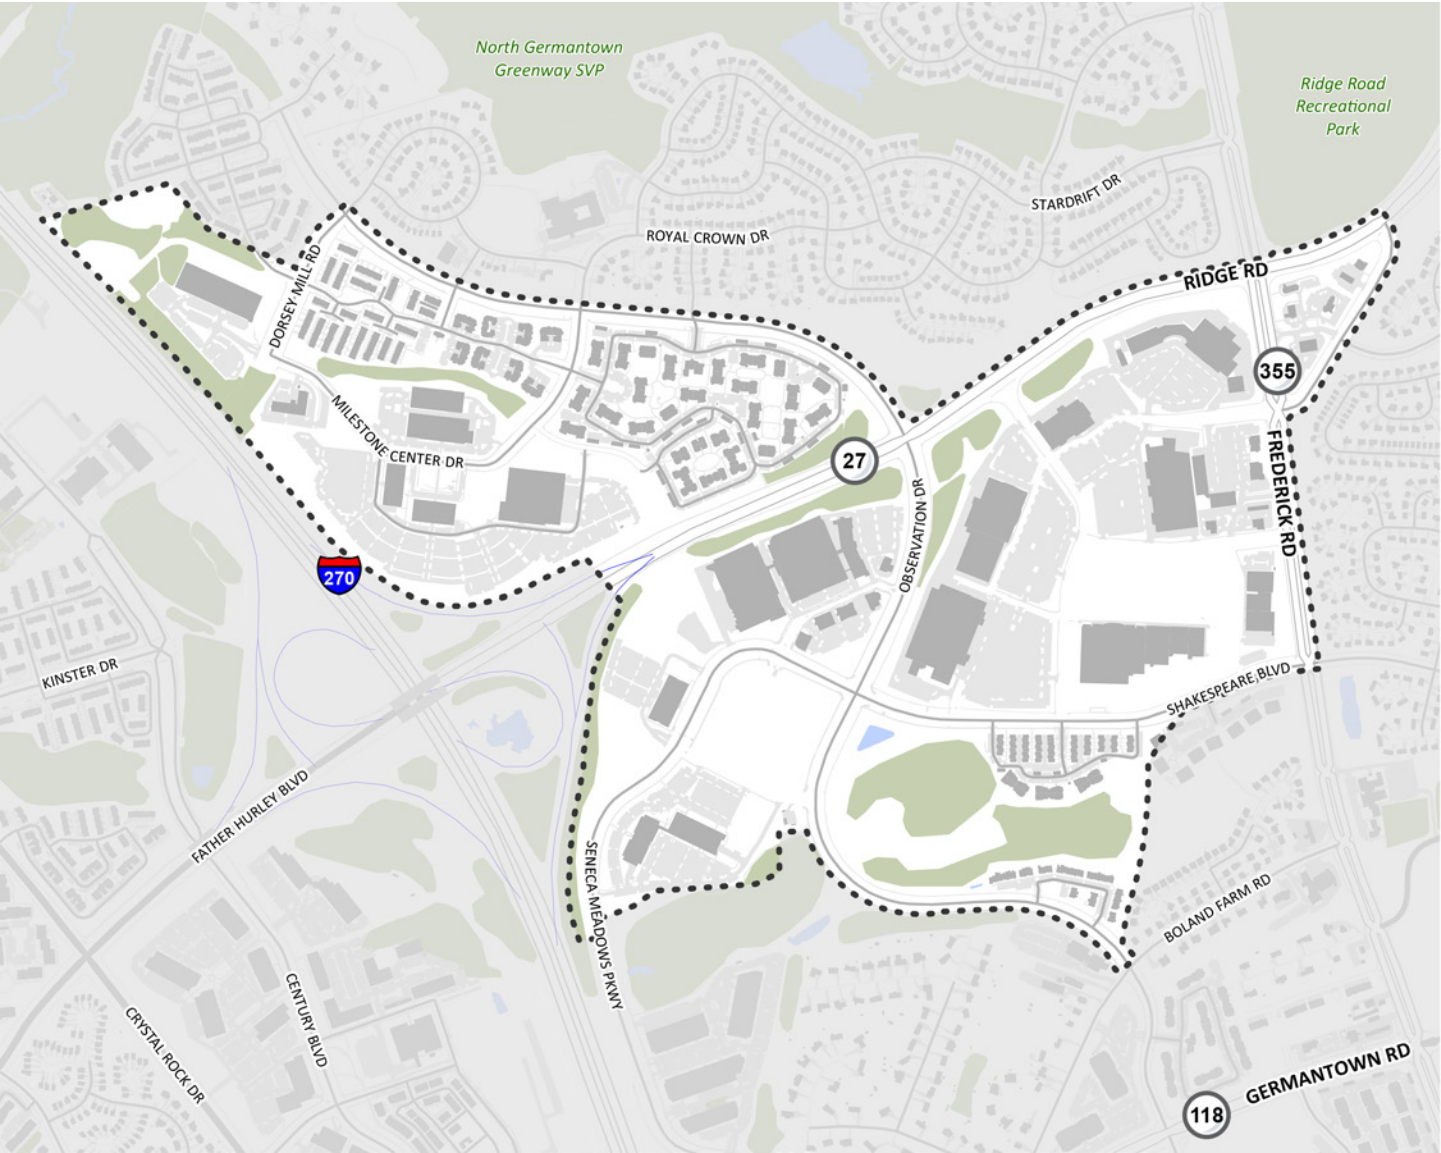 North Germantown
Greenway SVP
Ridge Road
Recreational
Park
STARDRIFT DR
ROYAL CROWN DR
RIDGE RD
DORSEY MILL RD
355
MILESTONE CENTER DR
27
FREDERICK RD
OBSERVATION DR
270
KINSTER DR
SHAKESPEARE BLVD
FATHER HURLEY BLVD
SENECA MEADOWS PKWY
BOLAND FARM RD
CENTURY BLVD
CRYSTAL ROCK DR
GERMANTOWN RD
118